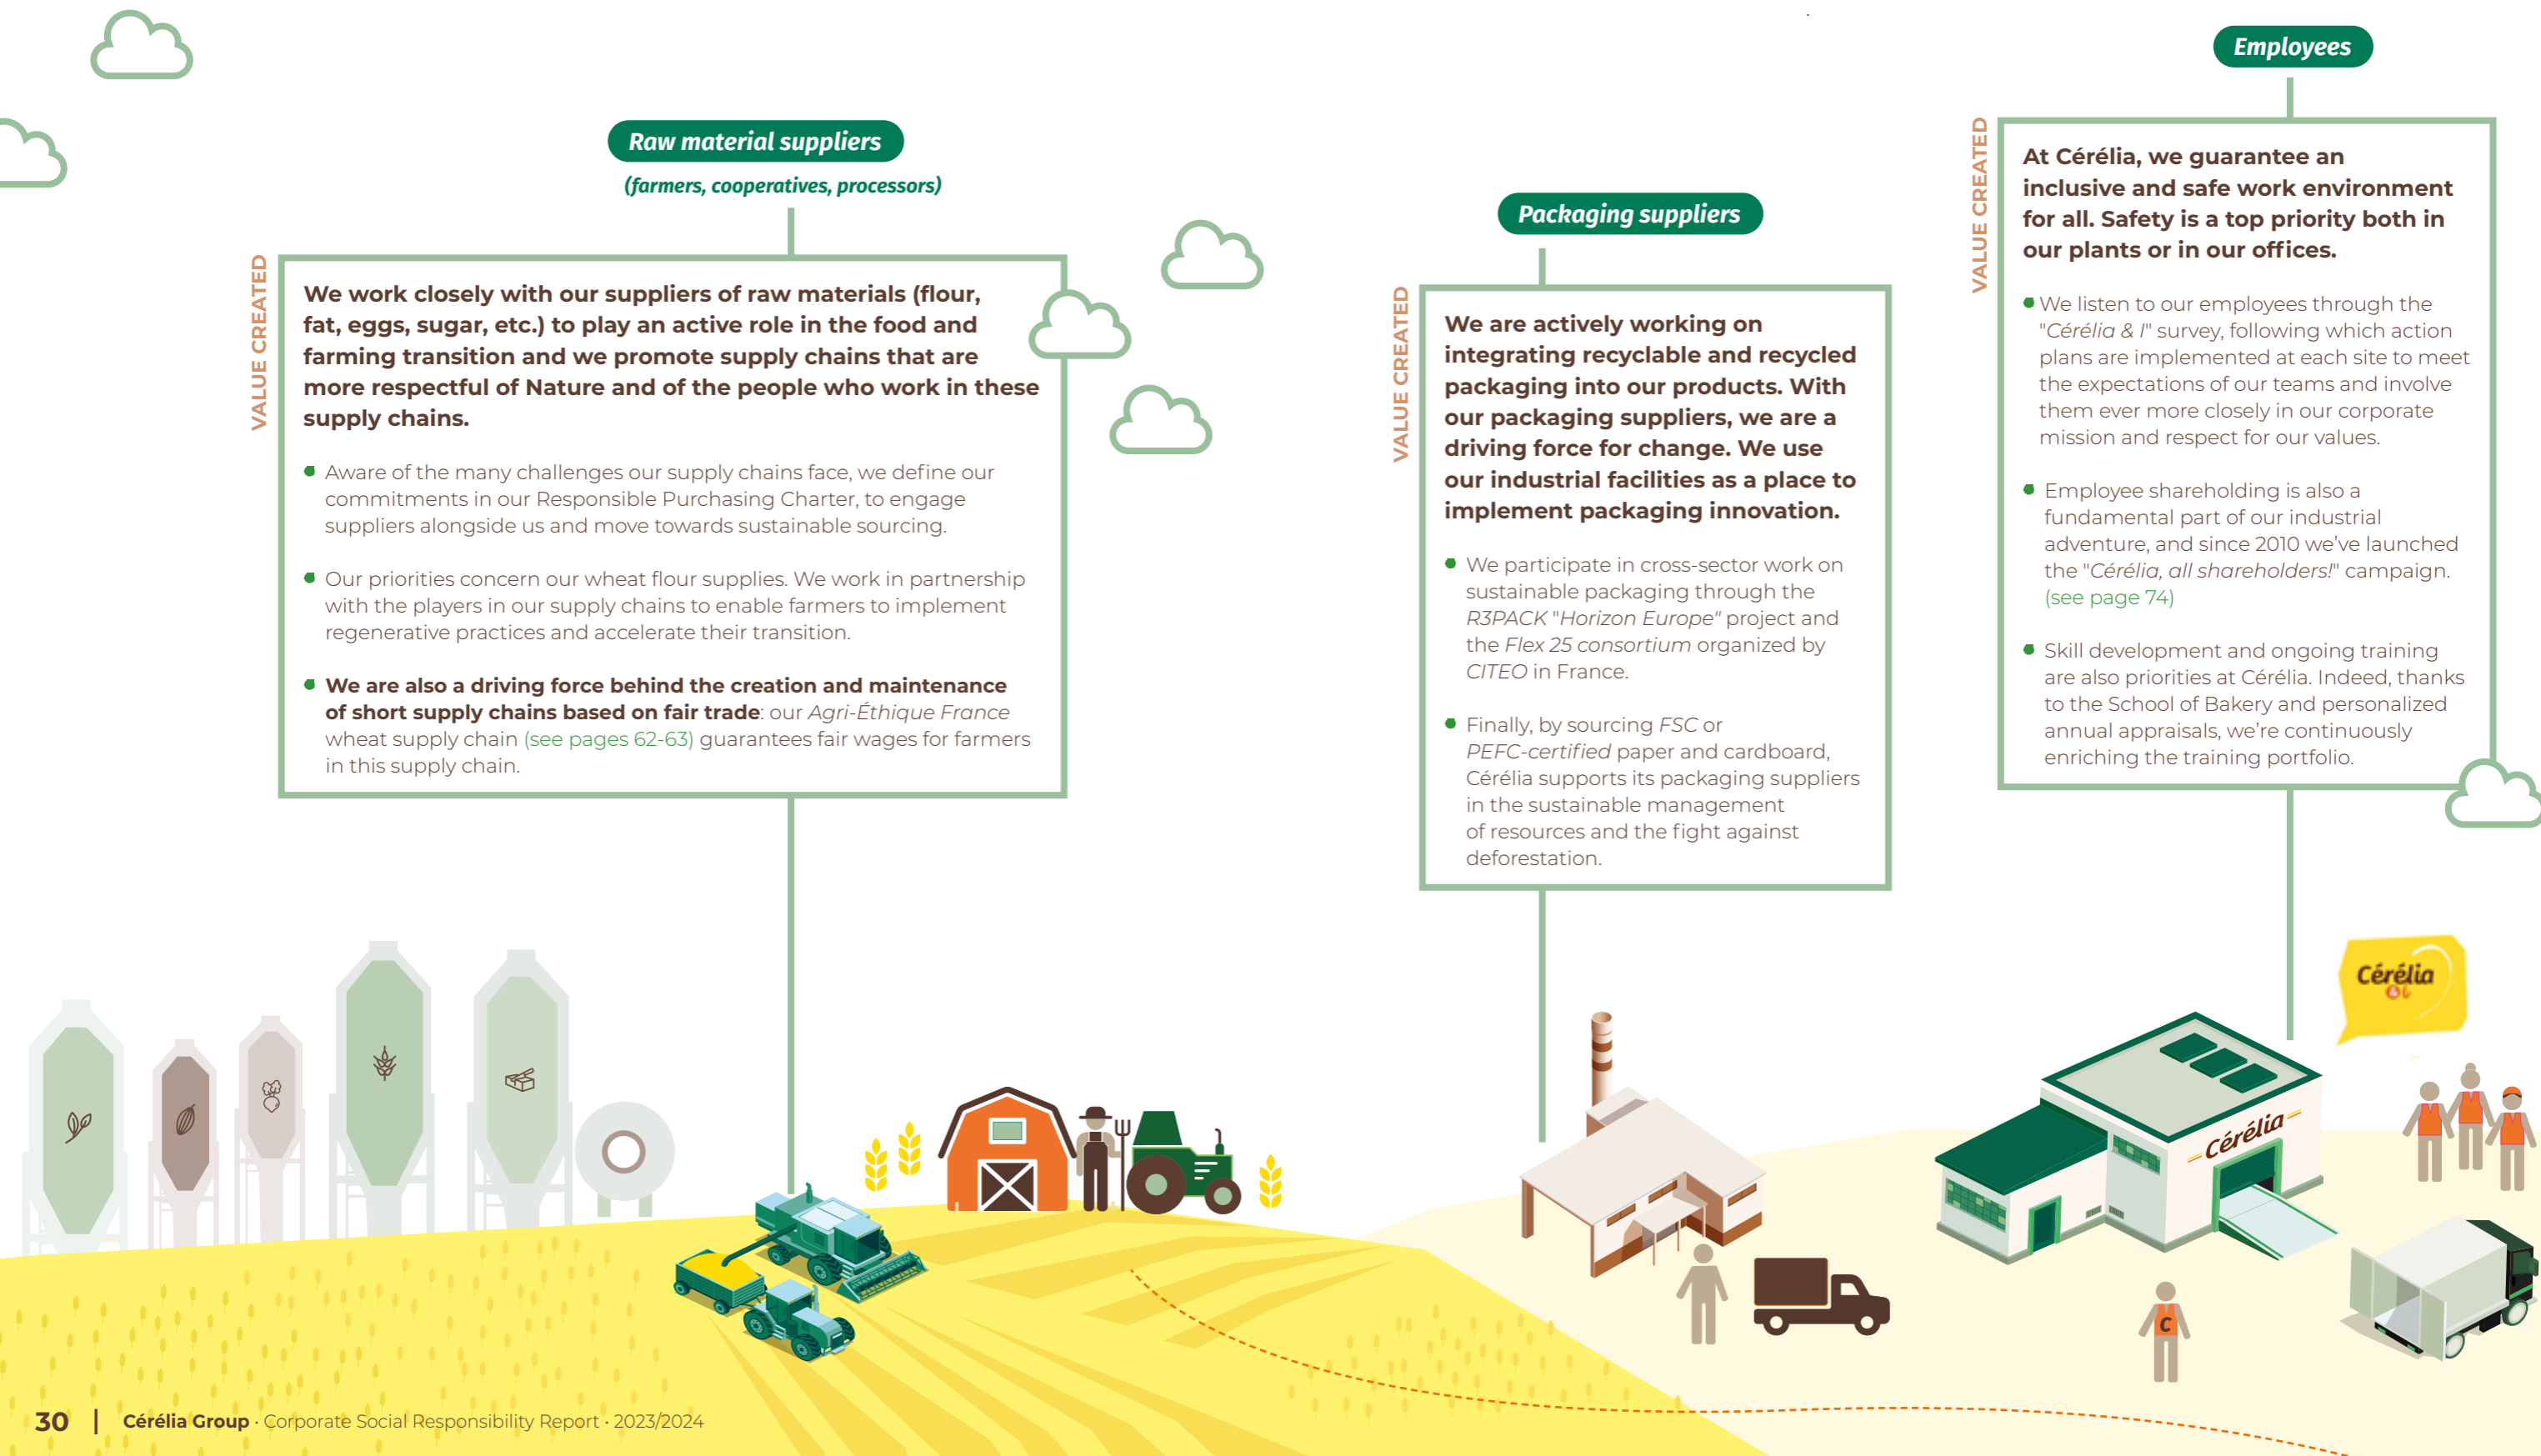 Raw material suppliers
(farmers, cooperatives, processors)
VALUE CREATED
We work closely with our suppliers of raw materials (flour,
fat, eggs, sugar, etc.) to play an active role in the food and
farming transition and we promote supply chains that are
more respectful of Nature and of the people who work in these
supply chains.
Aware of the many challenges our supply chains face, we define our
commitments in our Responsible Purchasing Charter, to engage
suppliers alongside us and move towards sustainable sourcing.
Our priorities concern our wheat flour supplies. We work in partnership
with the players in our supply chains to enable farmers to implement
regenerative practices and accelerate their transition.
We are also a driving force behind the creation and maintenance
of short supply chains based on fair trade: our Agri-Éthique France
wheat supply chain (see pages 62-63) guarantees fair wages for farmers
in this supply chain.
Packaging suppliers
VALUE CREATED
We are actively working on
integrating recyclable and recycled
packaging into our products. With
our packaging suppliers, we are a
driving force for change. We use
our industrial facilities as a place to
implement packaging innovation.
We participate in cross-sector work on
sustainable packaging through the
R3PACK "Horizon Europe" project and
the Flex 25 consortium organized by
CITEO in France.
Finally, by sourcing FSC or
PEFC-certified paper and cardboard,
Cérélia supports its packaging suppliers
in the sustainable management
of resources and the fight against
deforestation.
Employees
VALUE CREATED
At Cérélia, we guarantee an
inclusive and safe work environment
for all. Safety is a top priority both in
our plants or in our offices.
We listen to our employees through the
"Cérélia & I" survey, following which action
plans are implemented at each site to meet
the expectations of our teams and involve
them ever more closely in our corporate
mission and respect for our values.
Employee shareholding is also a
fundamental part of our industrial
adventure, and since 2010 we've launched
the "Cérélia, all shareholders!" campaign.
(see page 74)
Skill development and ongoing training
are also priorities at Cérélia. Indeed, thanks
to the School of Bakery and personalized
annual appraisals, we're continuously
enriching the training portfolio.
Cérélia
& i
Cérélia
C
30 | Cérélia Group · Corporate Social Responsibility Report · 2023/2024